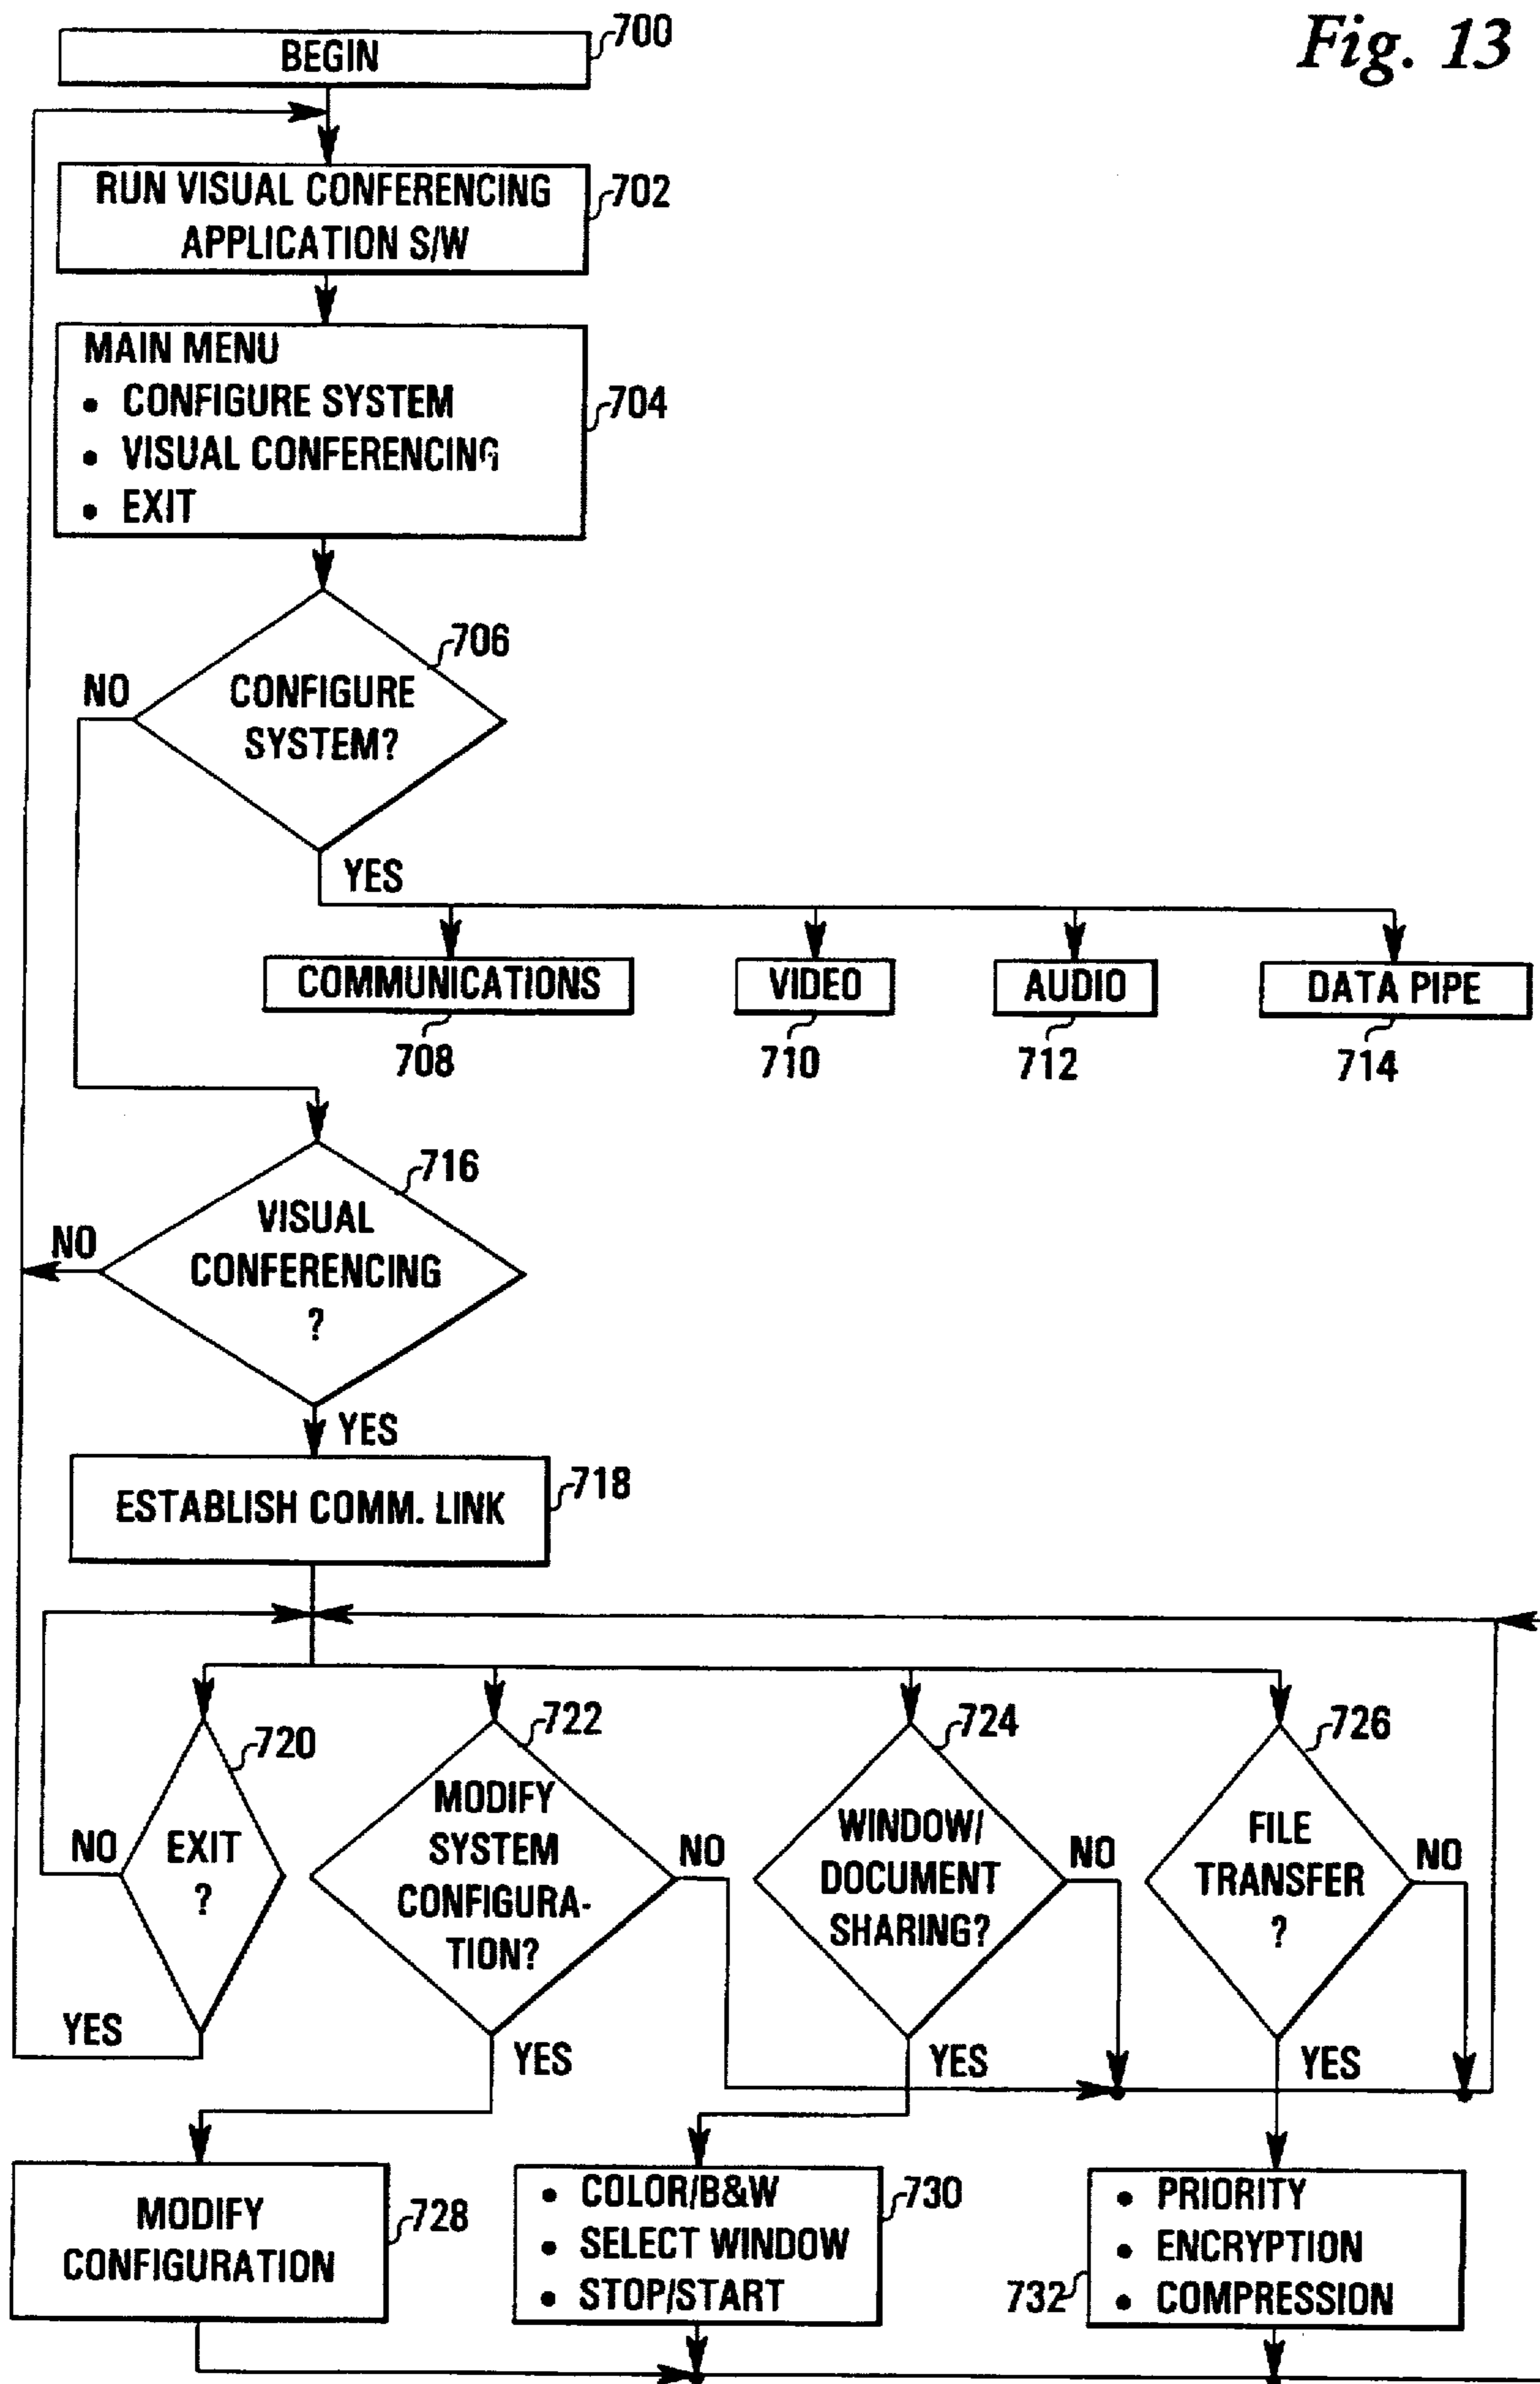 Fig. 13
BEGIN
700
RUN VISUAL CONFERENCING
APPLICATION S/W
702
MAIN MENU
• CONFIGURE SYSTEM
• VISUAL CONFERENCING
• EXIT
704
706
CONFIGURE
SYSTEM?
NO
YES
COMMUNICATIONS
VIDEO
AUDIO
DATA PIPE
708
710
712
714
716
VISUAL
CONFERENCING
?
NO
YES
ESTABLISH COMM. LINK
718
720
EXIT
?
NO
YES
722
MODIFY
SYSTEM
CONFIGURA-
TION?
NO
YES
724
WINDOW/
DOCUMENT
SHARING?
NO
YES
726
FILE
TRANSFER
?
NO
YES
MODIFY
CONFIGURATION
728
• COLOR/B&W
• SELECT WINDOW
• STOP/START
730
• PRIORITY
• ENCRYPTION
• COMPRESSION
732